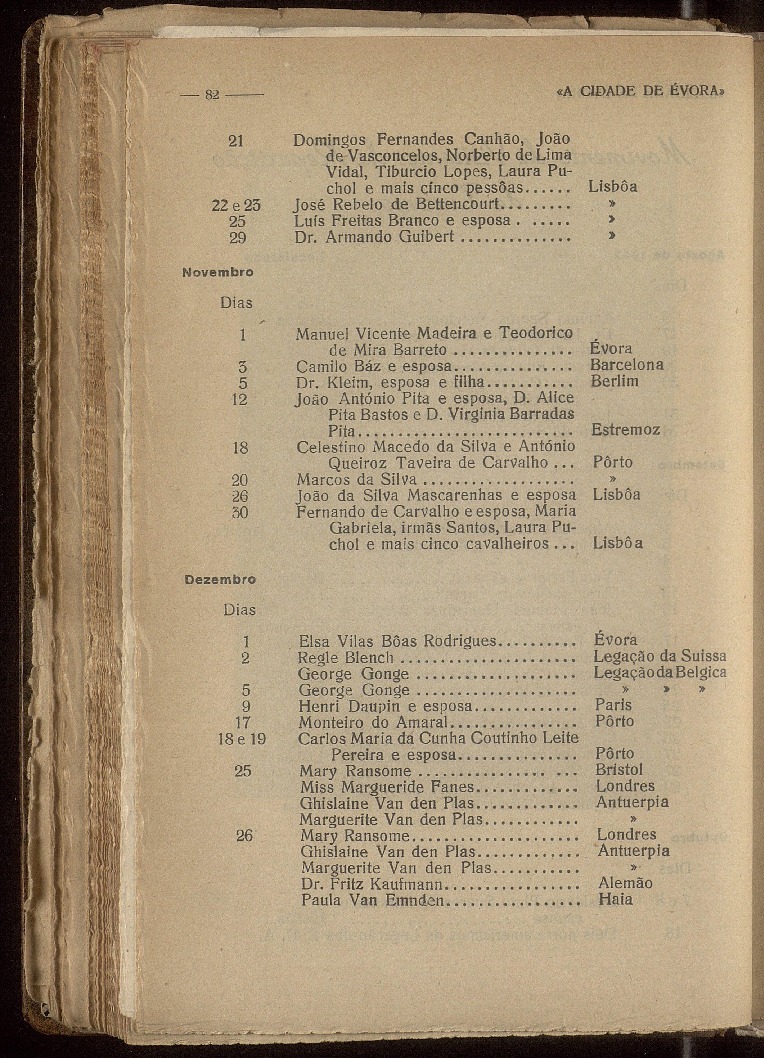 — 82 —— «A CIDADE DE ÉVORA»
21 Domingos Fernandes Canhão, João
de Vasconcelos, Norberto de Lima
Vidal, Tiburcio Lopes, Laura Pu-
chol e mais cinco pessôas...... Lisbôa
22 e 23 José Rebelo de Bettencourt......... »
25 Luís Freitas Branco e esposa . ..... »
29 Dr. Armando Guibert .............. »
Novembro
Dias
1 Manuel Vicente Madeira e Teodorico
de Mira Barreto ............... Évora
3 Camilo Báz e esposa............... Barcelona
5 Dr. Kleim, esposa e filha........... Berlim
12 João António Pita e esposa, D. Alice
Pita Bastos e D. Virginia Barradas
Pita........................... Estremoz
18 Celestino Macedo da Silva e António
Queiroz Taveira de Carvalho ... Pôrto
20 Marcos da Silva ................... »
26 João da Silva Mascarenhas e esposa Lisbôa
30 Fernando de Carvalho e esposa, Maria
Gabriela, irmãs Santos, Laura Pu-
chol e mais cinco cavalheiros ... Lisbôa
Dezembro
Dias
1 Elsa Vilas Bôas Rodrigues.......... Évora
2 Regle Blench ...................... Legação da Suissa
George Gonge .................... Legação da Belgica
5 George Gonge .................... » » »
9 Henri Daupin e esposa............. Paris
17 Monteiro do Amaral................ Pôrto
18 e 19 Carlos Maria da Cunha Coutinho Leite
Pereira e esposa............... Pôrto
25 Mary Ransome ................ ... Bristol
Miss Margueride Fanes............. Londres
Ghislaine Van den Plas............. Antuerpia
Marguerite Van den Plas............ »
26 Mary Ransome..................... Londres
Ghislaine Van den Plas............. Antuerpia
Marguerite Van den Plas........... »
Dr. Fritz Kaufmann................. Alemão
Paula Van Emnden................. Haia